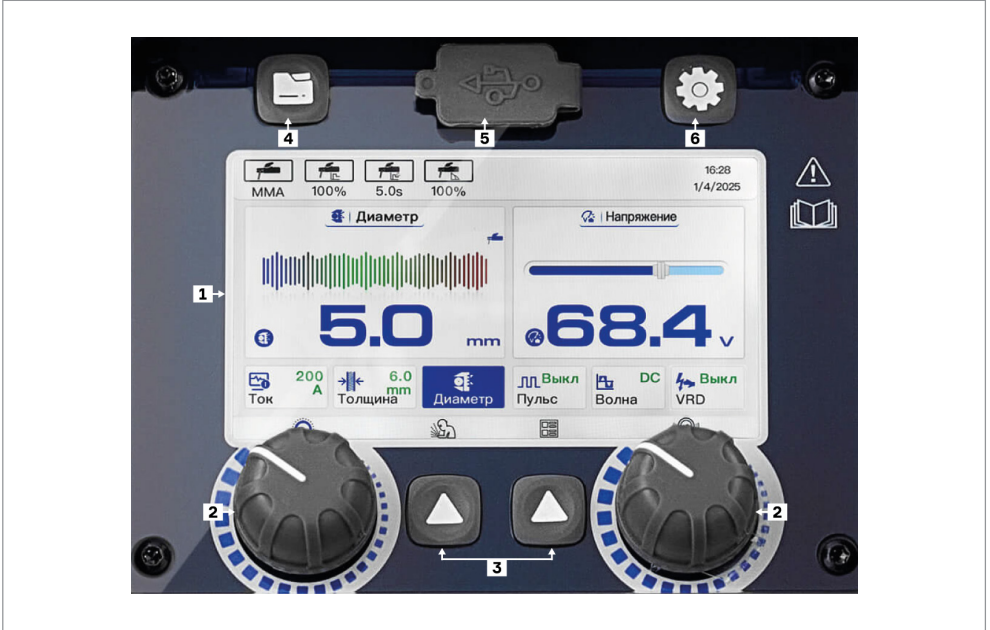 4
5
6
MMA
100%
5.0s
100%
16:28
1/4/2025
Диаметр
Напряжение
1
5.0
mm
68.4
V
Ток
200
A
Толщина
6.0
mm
Диаметр
Пульс
Выкл
Волна
DC
VRD
Выкл
2
2
3